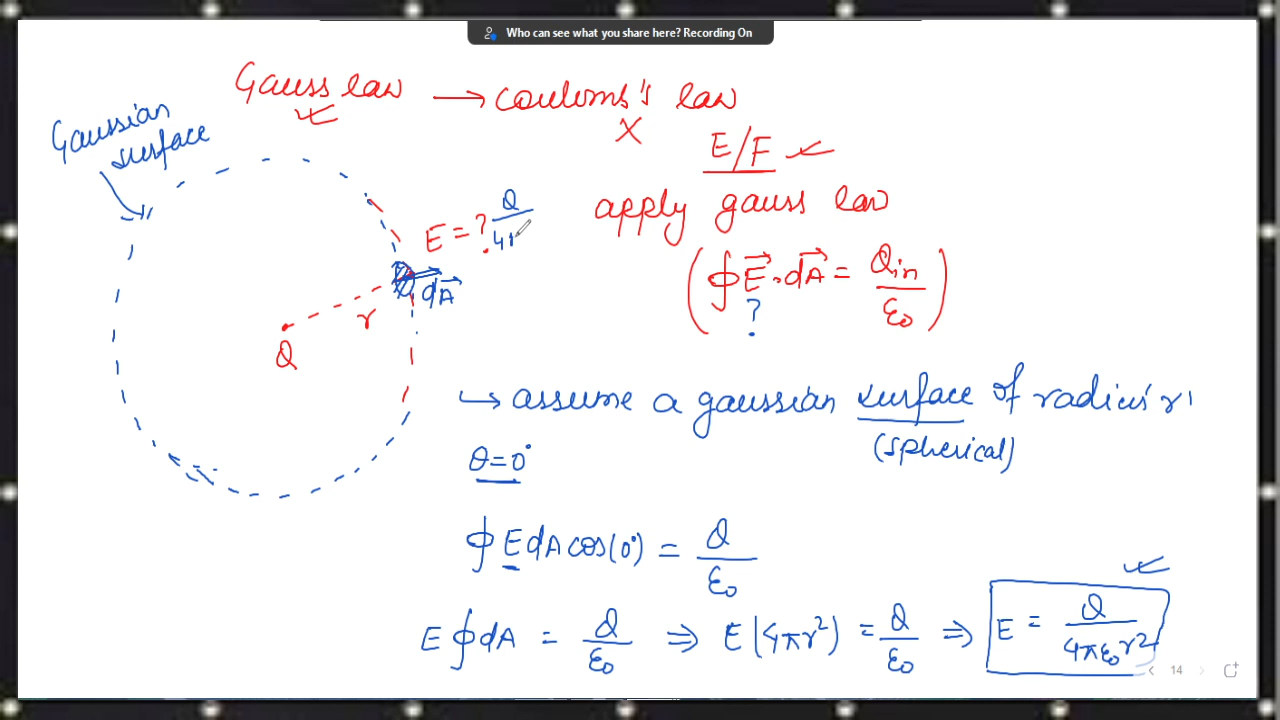 Who can see what you share here? Recording On
Gauss law → Couloms's law
✓ X
E/F ✓
Gaussian
surface
apply gauss law
E = ? Q / 4π
dA⃗
r
Q
( ∮ E⃗ . dA⃗ = Qin / ε₀ )
?
↳ assume a gaussian surface of radius 'r'
(spherical)
θ = 0°
∮ E dA cos(0°) = Q / ε₀
E ∮ dA = Q / ε₀ ⇒ E (4πr²) = Q / ε₀ ⇒ E = Q / 4πε₀r² ✓
< 14 >